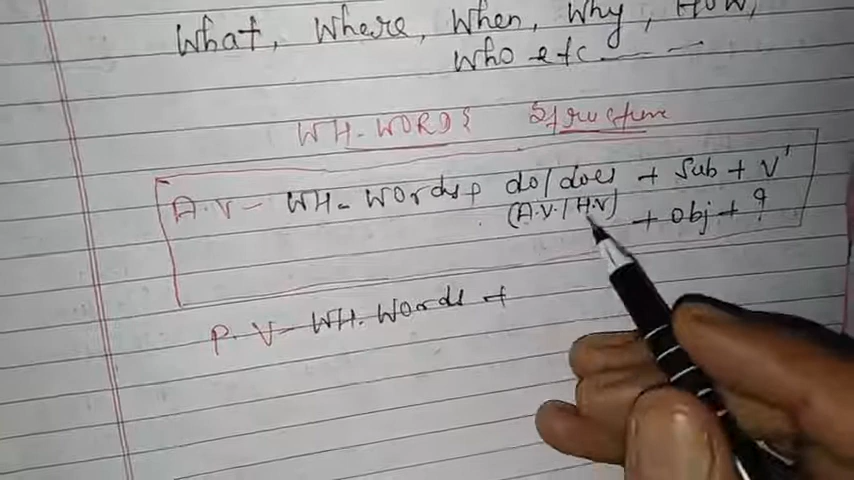 What, Where, When, Why, How,
Who etc
WH-WORDS Structure
A.V - WH- Words + do/does + Sub + V¹
(A.V./H.V) + Obj + ?
P.V - WH. Words +